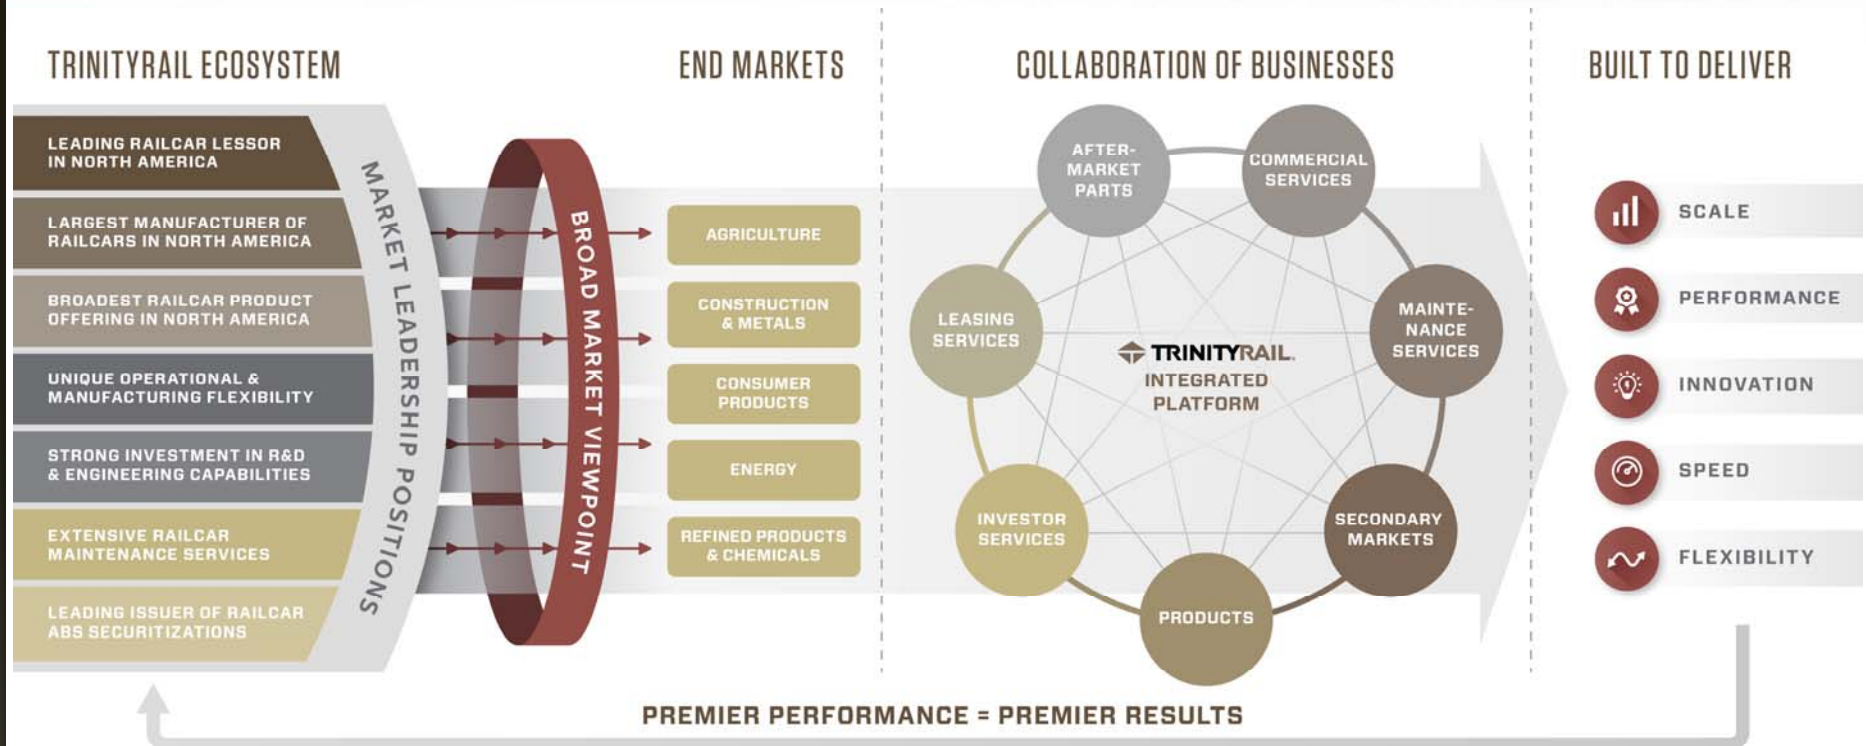 TRINITYRAIL ECOSYSTEM
END MARKETS
COLLABORATION OF BUSINESSES
BUILT TO DELIVER
LEADING RAILCAR LESSOR
IN NORTH AMERICA
LARGEST MANUFACTURER OF
RAILCARS IN NORTH AMERICA
BROADEST RAILCAR PRODUCT
OFFERING IN NORTH AMERICA
UNIQUE OPERATIONAL &
MANUFACTURING FLEXIBILITY
STRONG INVESTMENT IN R&D
& ENGINEERING CAPABILITIES
EXTENSIVE RAILCAR
MAINTENANCE SERVICES
LEADING ISSUER OF RAILCAR
ABS SECURITIZATIONS
MARKET LEADERSHIP POSITIONS
BROAD MARKET VIEWPOINT
AGRICULTURE
CONSTRUCTION
& METALS
CONSUMER
PRODUCTS
ENERGY
REFINED PRODUCTS
& CHEMICALS
AFTER-
MARKET
PARTS
COMMERCIAL
SERVICES
LEASING
SERVICES
MAINTE-
NANCE
SERVICES
TRINITYRAIL
INTEGRATED
PLATFORM
INVESTOR
SERVICES
SECONDARY
MARKETS
PRODUCTS
SCALE
PERFORMANCE
INNOVATION
SPEED
FLEXIBILITY
PREMIER PERFORMANCE = PREMIER RESULTS